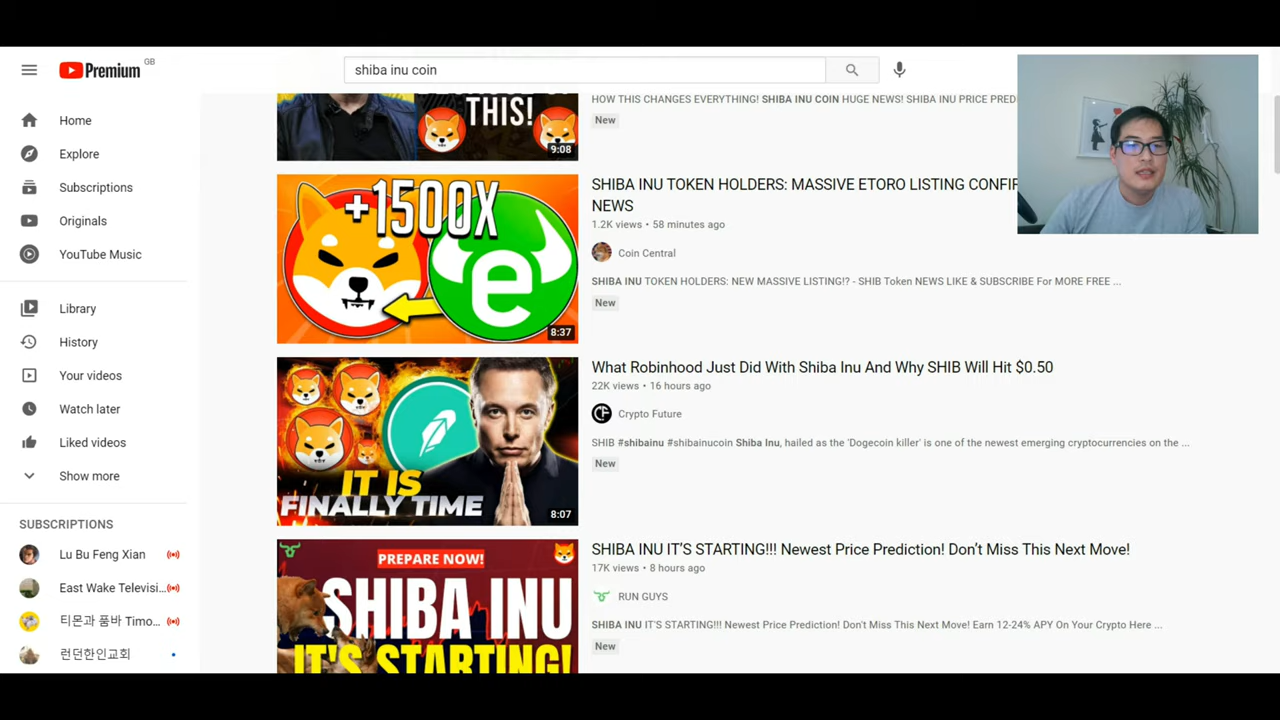 Premium GB
shiba inu coin
Home
Explore
Subscriptions
Originals
YouTube Music
Library
History
Your videos
Watch later
Liked videos
Show more
SUBSCRIPTIONS
Lu Bu Feng Xian
East Wake Televisi...
티몬과 품바 Timo...
런던한인교회
THIS!
9:08
HOW THIS CHANGES EVERYTHING! SHIBA INU COIN HUGE NEWS! SHIBA INU PRICE PRED
New
+1500X
e
8:37
SHIBA INU TOKEN HOLDERS: MASSIVE ETORO LISTING CONFI
NEWS
1.2K views • 58 minutes ago
Coin Central
SHIBA INU TOKEN HOLDERS: NEW MASSIVE LISTING!? - SHIB Token NEWS LIKE & SUBSCRIBE For MORE FREE ...
New
IT IS
FINALLY TIME
8:07
What Robinhood Just Did With Shiba Inu And Why SHIB Will Hit $0.50
22K views • 16 hours ago
CF Crypto Future
SHIB #shibainu #shibainucoin Shiba Inu, hailed as the 'Dogecoin killer' is one of the newest emerging cryptocurrencies on the ...
New
PREPARE NOW!
SHIBA INU
IT'S STARTING!
SHIBA INU IT'S STARTING!!! Newest Price Prediction! Don't Miss This Next Move!
17K views • 8 hours ago
RUN GUYS
SHIBA INU IT'S STARTING!!! Newest Price Prediction! Don't Miss This Next Move! Earn 12-24% APY On Your Crypto Here ...
New